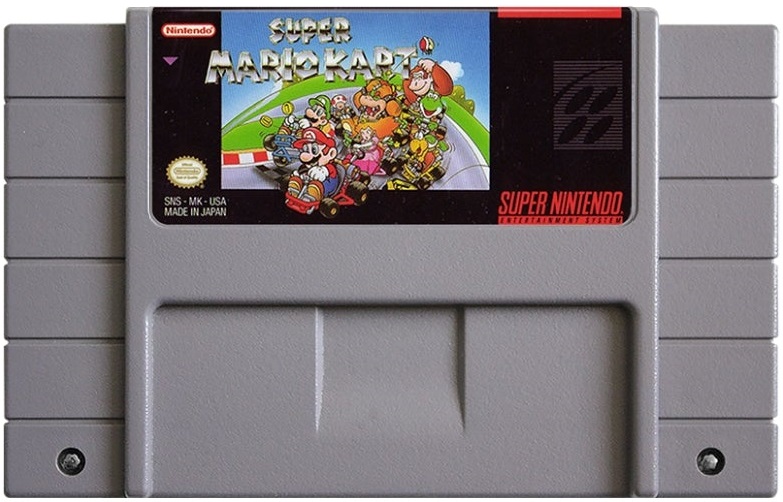 Nintendo
SUPER
MARIO KART
SNS - MK - USA
MADE IN JAPAN
SUPER NINTENDO
ENTERTAINMENT SYSTEM